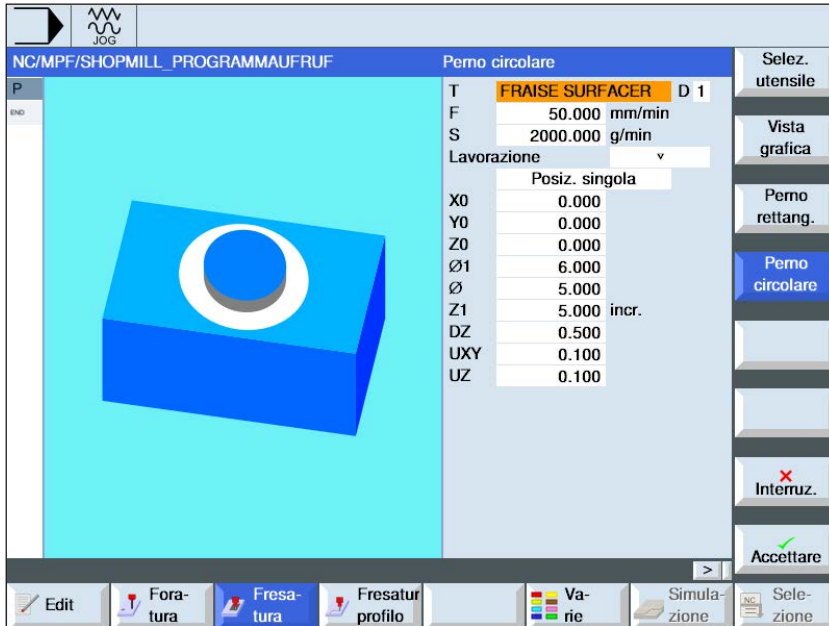 JOG
NC/MPF/SHOPMILL_PROGRAMMAUFRUF
P
END
Perno circolare
T FRAISE SURFACER D 1
F 50.000 mm/min
S 2000.000 g/min
Lavorazione ▿
Posiz. singola
X0 0.000
Y0 0.000
Z0 0.000
Ø1 6.000
Ø 5.000
Z1 5.000 incr.
DZ 0.500
UXY 0.100
UZ 0.100
Selez.
utensile
Vista
grafica
Perno
rettang.
Perno
circolare
Interruz.
Accettare
>
Edit
Fora-
tura
Fresa-
tura
Fresatur
profilo
Va-
rie
Simula-
zione
NC
Sele-
zione